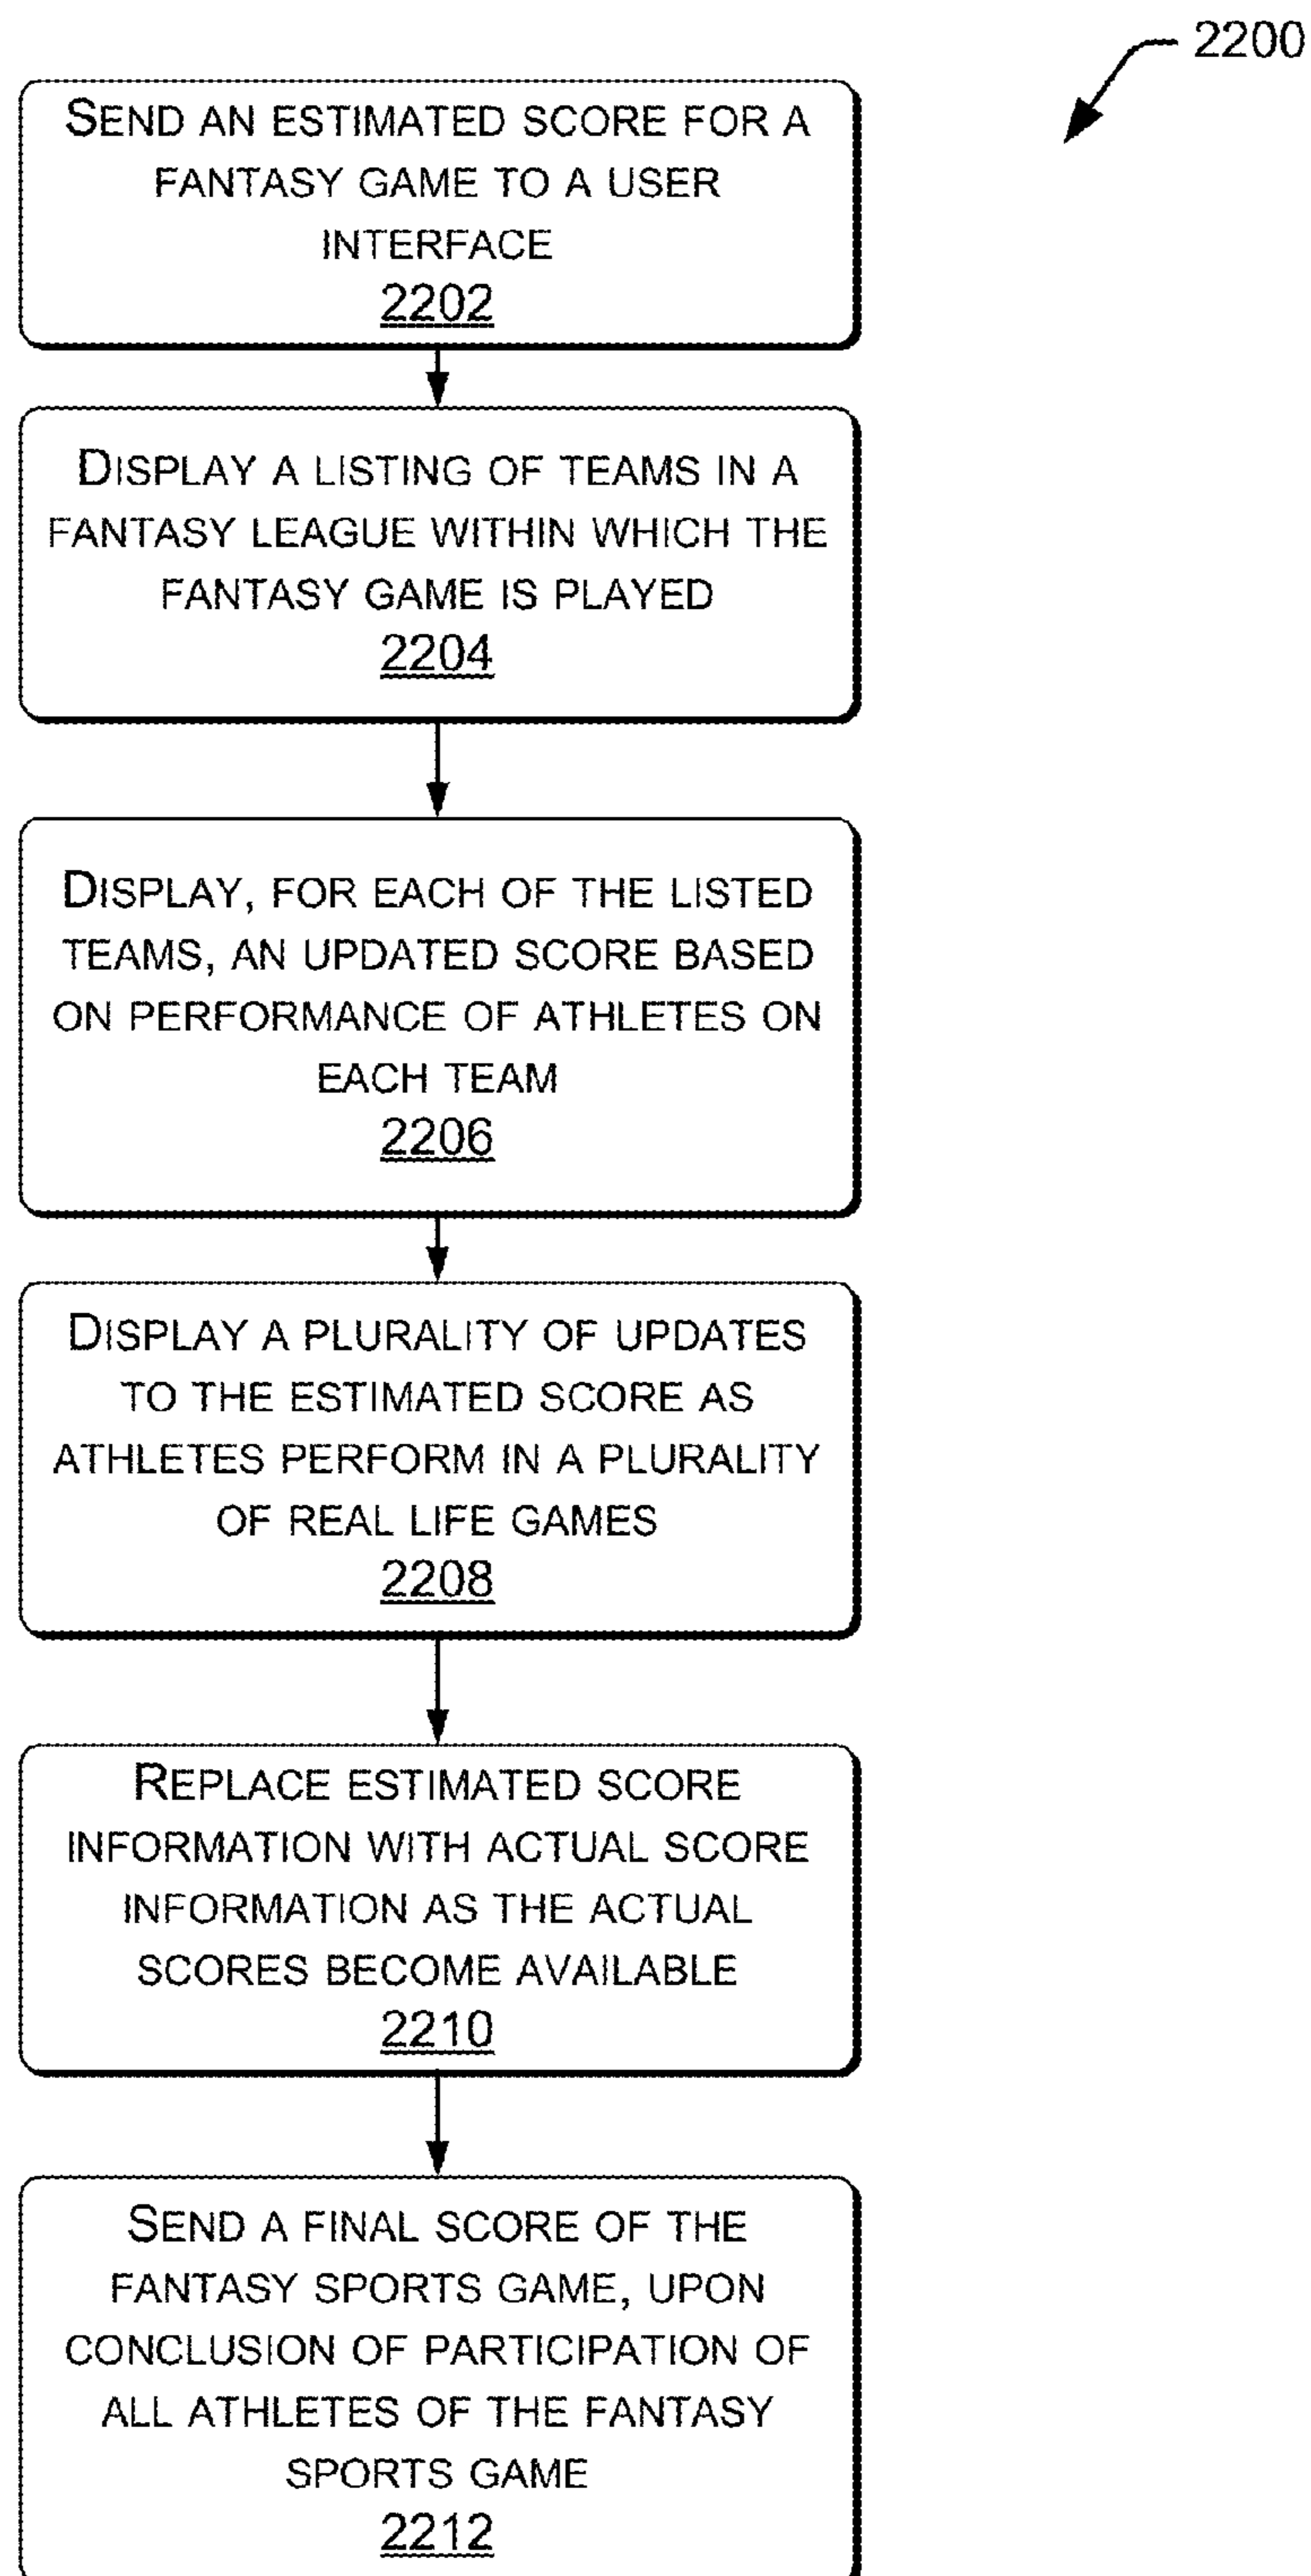 2200
SEND AN ESTIMATED SCORE FOR A
FANTASY GAME TO A USER
INTERFACE
2202
DISPLAY A LISTING OF TEAMS IN A
FANTASY LEAGUE WITHIN WHICH THE
FANTASY GAME IS PLAYED
2204
DISPLAY, FOR EACH OF THE LISTED
TEAMS, AN UPDATED SCORE BASED
ON PERFORMANCE OF ATHLETES ON
EACH TEAM
2206
DISPLAY A PLURALITY OF UPDATES
TO THE ESTIMATED SCORE AS
ATHLETES PERFORM IN A PLURALITY
OF REAL LIFE GAMES
2208
REPLACE ESTIMATED SCORE
INFORMATION WITH ACTUAL SCORE
INFORMATION AS THE ACTUAL
SCORES BECOME AVAILABLE
2210
SEND A FINAL SCORE OF THE
FANTASY SPORTS GAME, UPON
CONCLUSION OF PARTICIPATION OF
ALL ATHLETES OF THE FANTASY
SPORTS GAME
2212